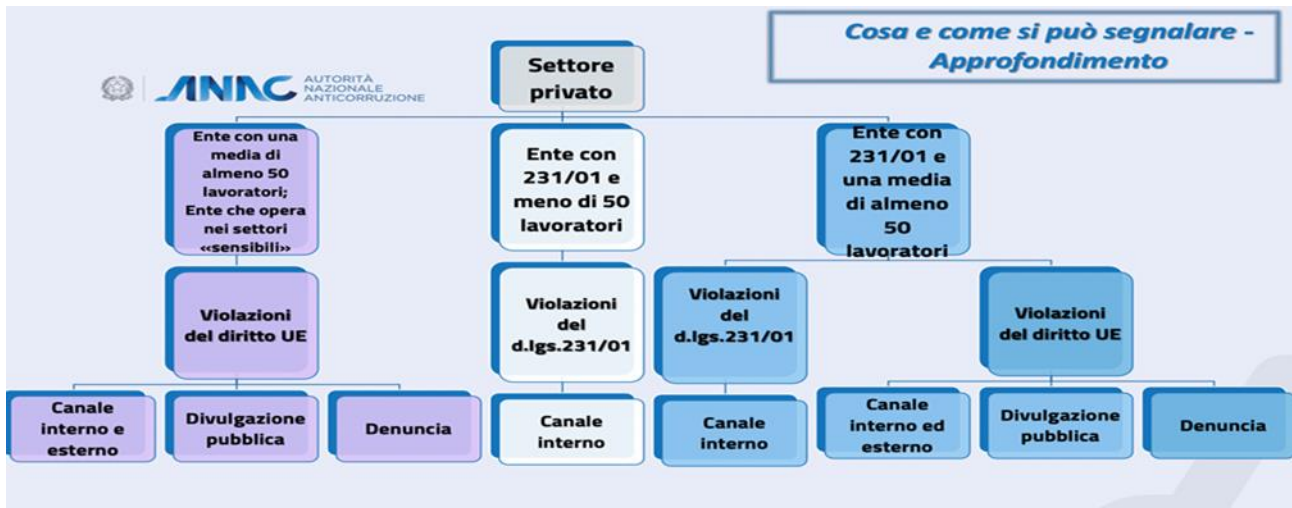 Cosa e come si può segnalare -
Approfondimento
ANAC
AUTORITÀ
NAZIONALE
ANTICORRUZIONE
Settore
privato
Ente con una
media di
almeno 50
lavoratori;
Ente che opera
nei settori
«sensibili»
Ente con
231/01 e
meno di 50
lavoratori
Ente con
231/01 e
una media
di almeno
50
lavoratori
Violazioni
del diritto UE
Violazioni
del
d.lgs.231/01
Violazioni
del
d.lgs.231/01
Violazioni
del diritto UE
Canale
interno e
esterno
Divulgazione
pubblica
Denuncia
Canale
interno
Canale
interno
Canale
interno ed
esterno
Divulgazione
pubblica
Denuncia